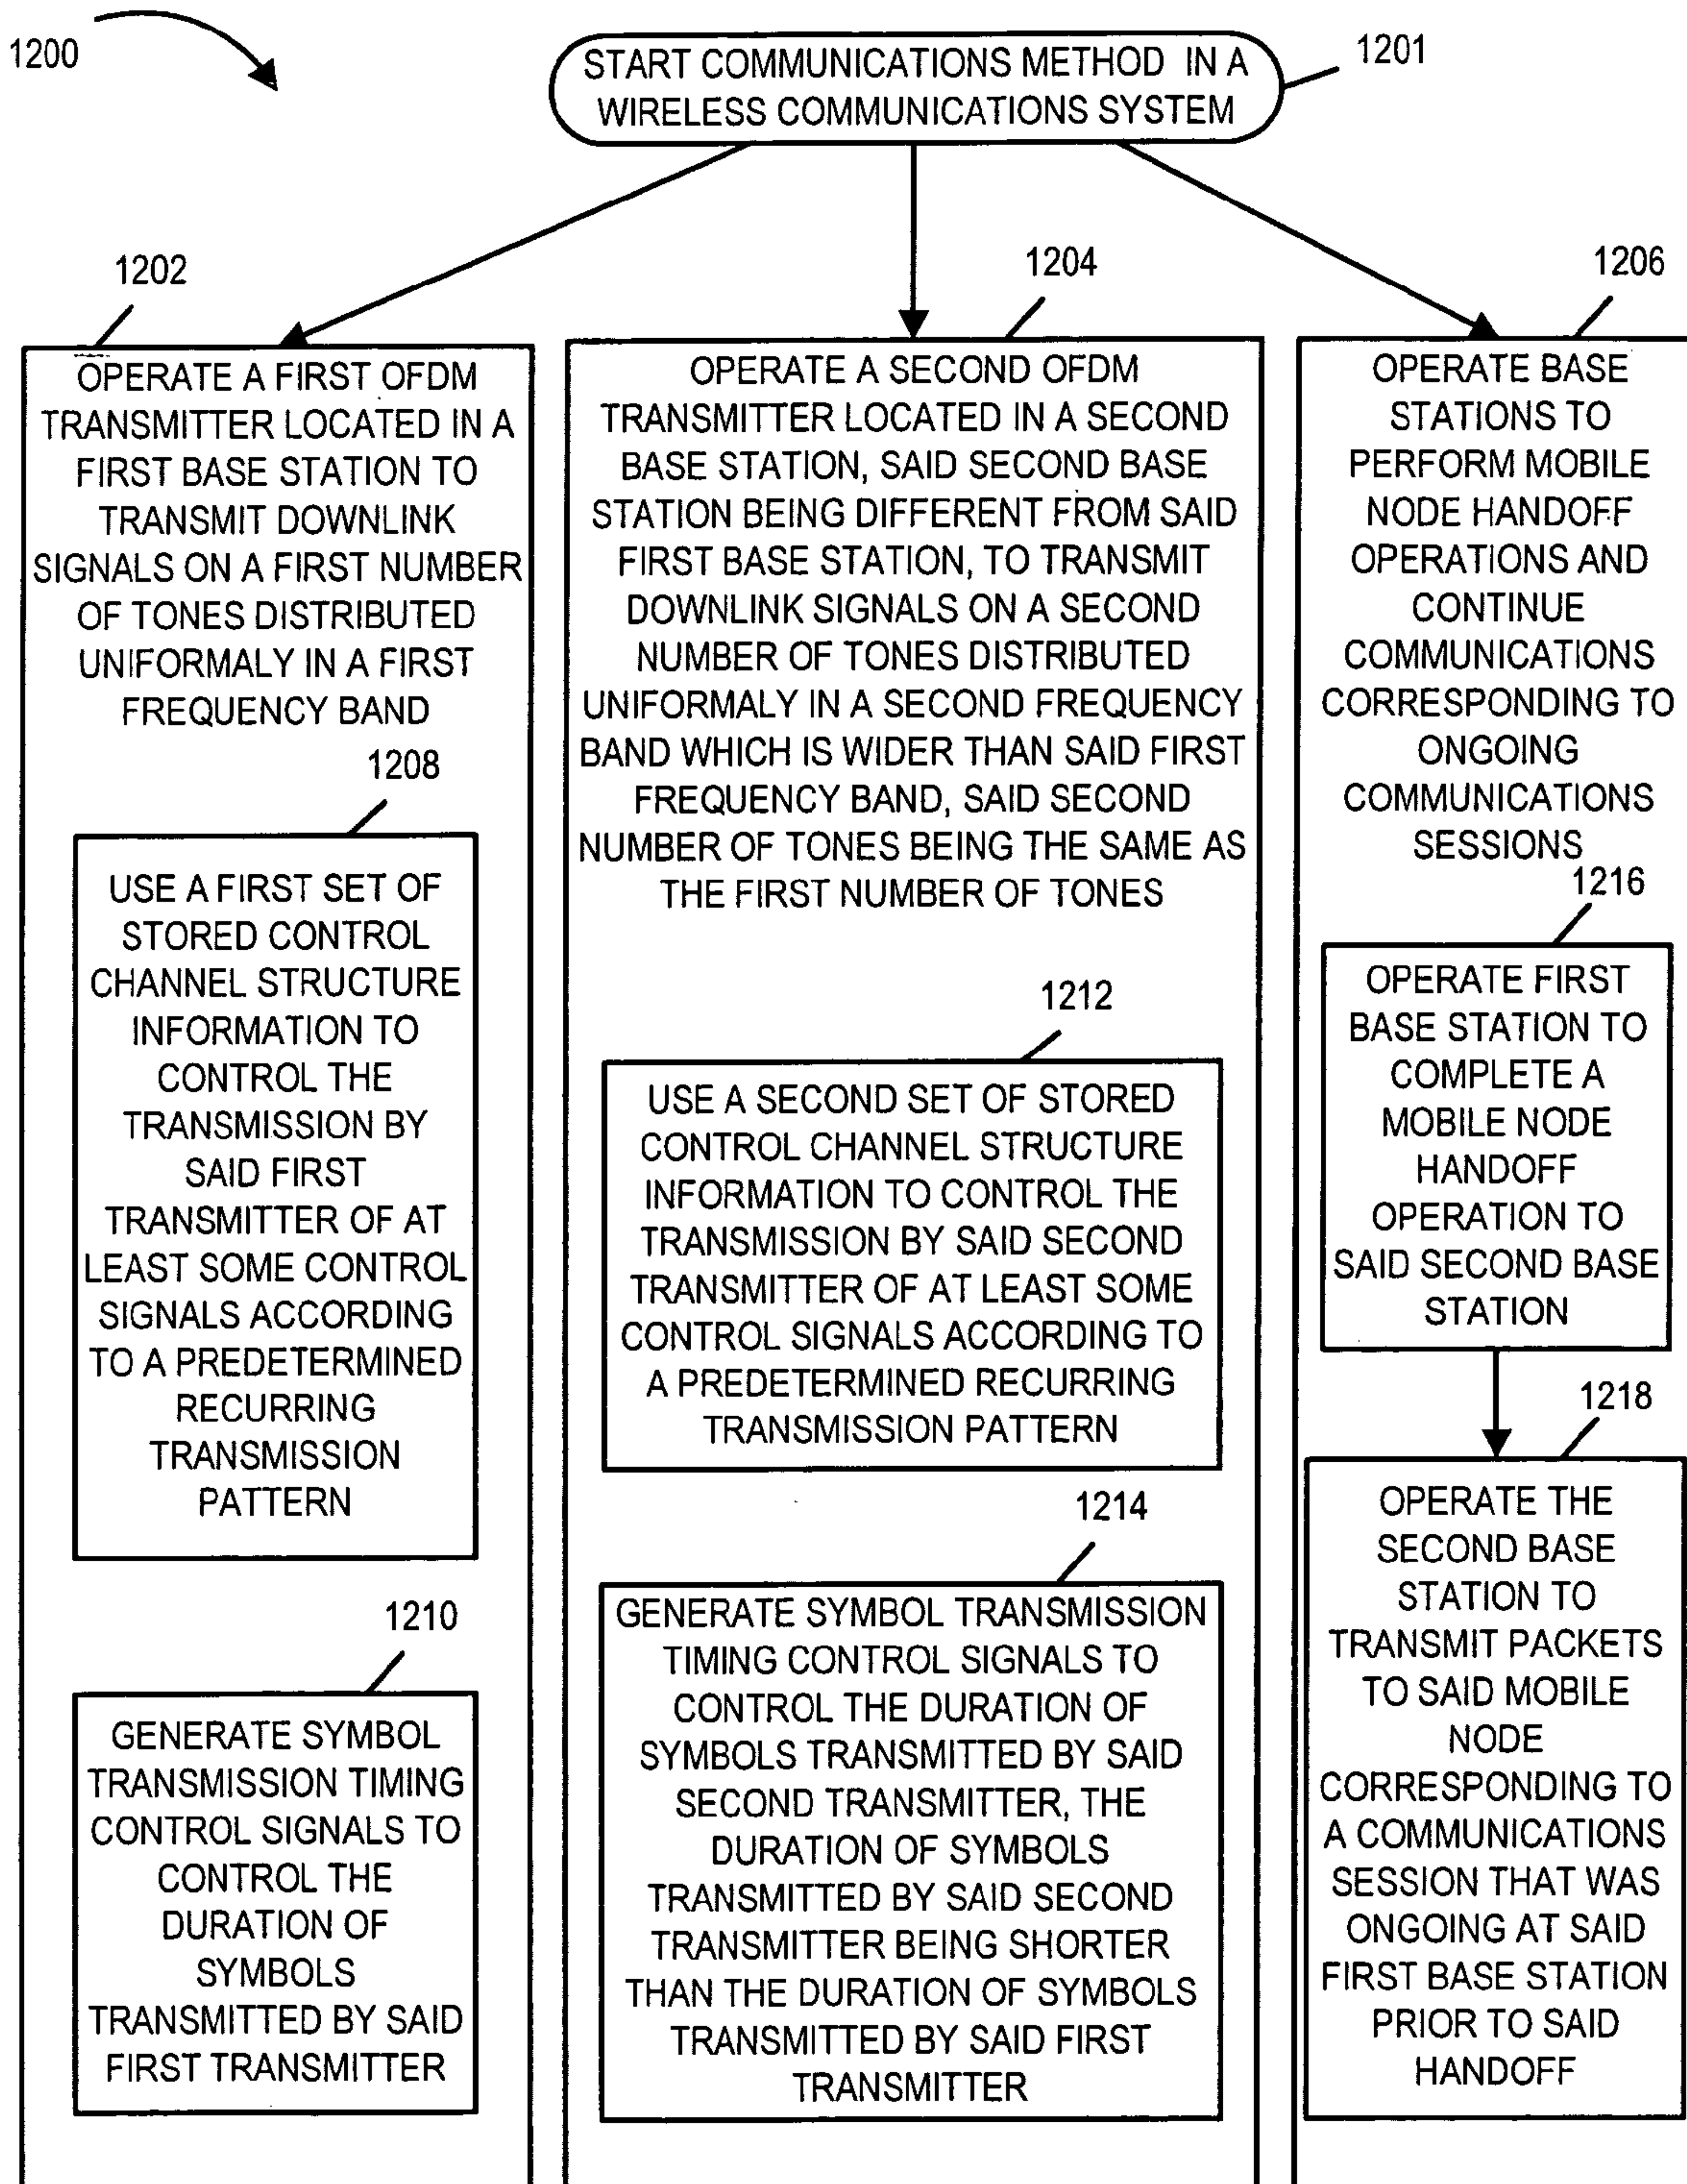 1200
START COMMUNICATIONS METHOD IN A
WIRELESS COMMUNICATIONS SYSTEM
1201
1202
OPERATE A FIRST OFDM
TRANSMITTER LOCATED IN A
FIRST BASE STATION TO
TRANSMIT DOWNLINK
SIGNALS ON A FIRST NUMBER
OF TONES DISTRIBUTED
UNIFORMALY IN A FIRST
FREQUENCY BAND
1208
USE A FIRST SET OF
STORED CONTROL
CHANNEL STRUCTURE
INFORMATION TO
CONTROL THE
TRANSMISSION BY
SAID FIRST
TRANSMITTER OF AT
LEAST SOME CONTROL
SIGNALS ACCORDING
TO A PREDETERMINED
RECURRING
TRANSMISSION
PATTERN
1210
GENERATE SYMBOL
TRANSMISSION TIMING
CONTROL SIGNALS TO
CONTROL THE
DURATION OF
SYMBOLS
TRANSMITTED BY SAID
FIRST TRANSMITTER
1204
OPERATE A SECOND OFDM
TRANSMITTER LOCATED IN A SECOND
BASE STATION, SAID SECOND BASE
STATION BEING DIFFERENT FROM SAID
FIRST BASE STATION, TO TRANSMIT
DOWNLINK SIGNALS ON A SECOND
NUMBER OF TONES DISTRIBUTED
UNIFORMALY IN A SECOND FREQUENCY
BAND WHICH IS WIDER THAN SAID FIRST
FREQUENCY BAND, SAID SECOND
NUMBER OF TONES BEING THE SAME AS
THE FIRST NUMBER OF TONES
1212
USE A SECOND SET OF STORED
CONTROL CHANNEL STRUCTURE
INFORMATION TO CONTROL THE
TRANSMISSION BY SAID SECOND
TRANSMITTER OF AT LEAST SOME
CONTROL SIGNALS ACCORDING TO
A PREDETERMINED RECURRING
TRANSMISSION PATTERN
1214
GENERATE SYMBOL TRANSMISSION
TIMING CONTROL SIGNALS TO
CONTROL THE DURATION OF
SYMBOLS TRANSMITTED BY SAID
SECOND TRANSMITTER, THE
DURATION OF SYMBOLS
TRANSMITTED BY SAID SECOND
TRANSMITTER BEING SHORTER
THAN THE DURATION OF SYMBOLS
TRANSMITTED BY SAID FIRST
TRANSMITTER
1206
OPERATE BASE
STATIONS TO
PERFORM MOBILE
NODE HANDOFF
OPERATIONS AND
CONTINUE
COMMUNICATIONS
CORRESPONDING TO
ONGOING
COMMUNICATIONS
SESSIONS
1216
OPERATE FIRST
BASE STATION TO
COMPLETE A
MOBILE NODE
HANDOFF
OPERATION TO
SAID SECOND BASE
STATION
1218
OPERATE THE
SECOND BASE
STATION TO
TRANSMIT PACKETS
TO SAID MOBILE
NODE
CORRESPONDING TO
A COMMUNICATIONS
SESSION THAT WAS
ONGOING AT SAID
FIRST BASE STATION
PRIOR TO SAID
HANDOFF